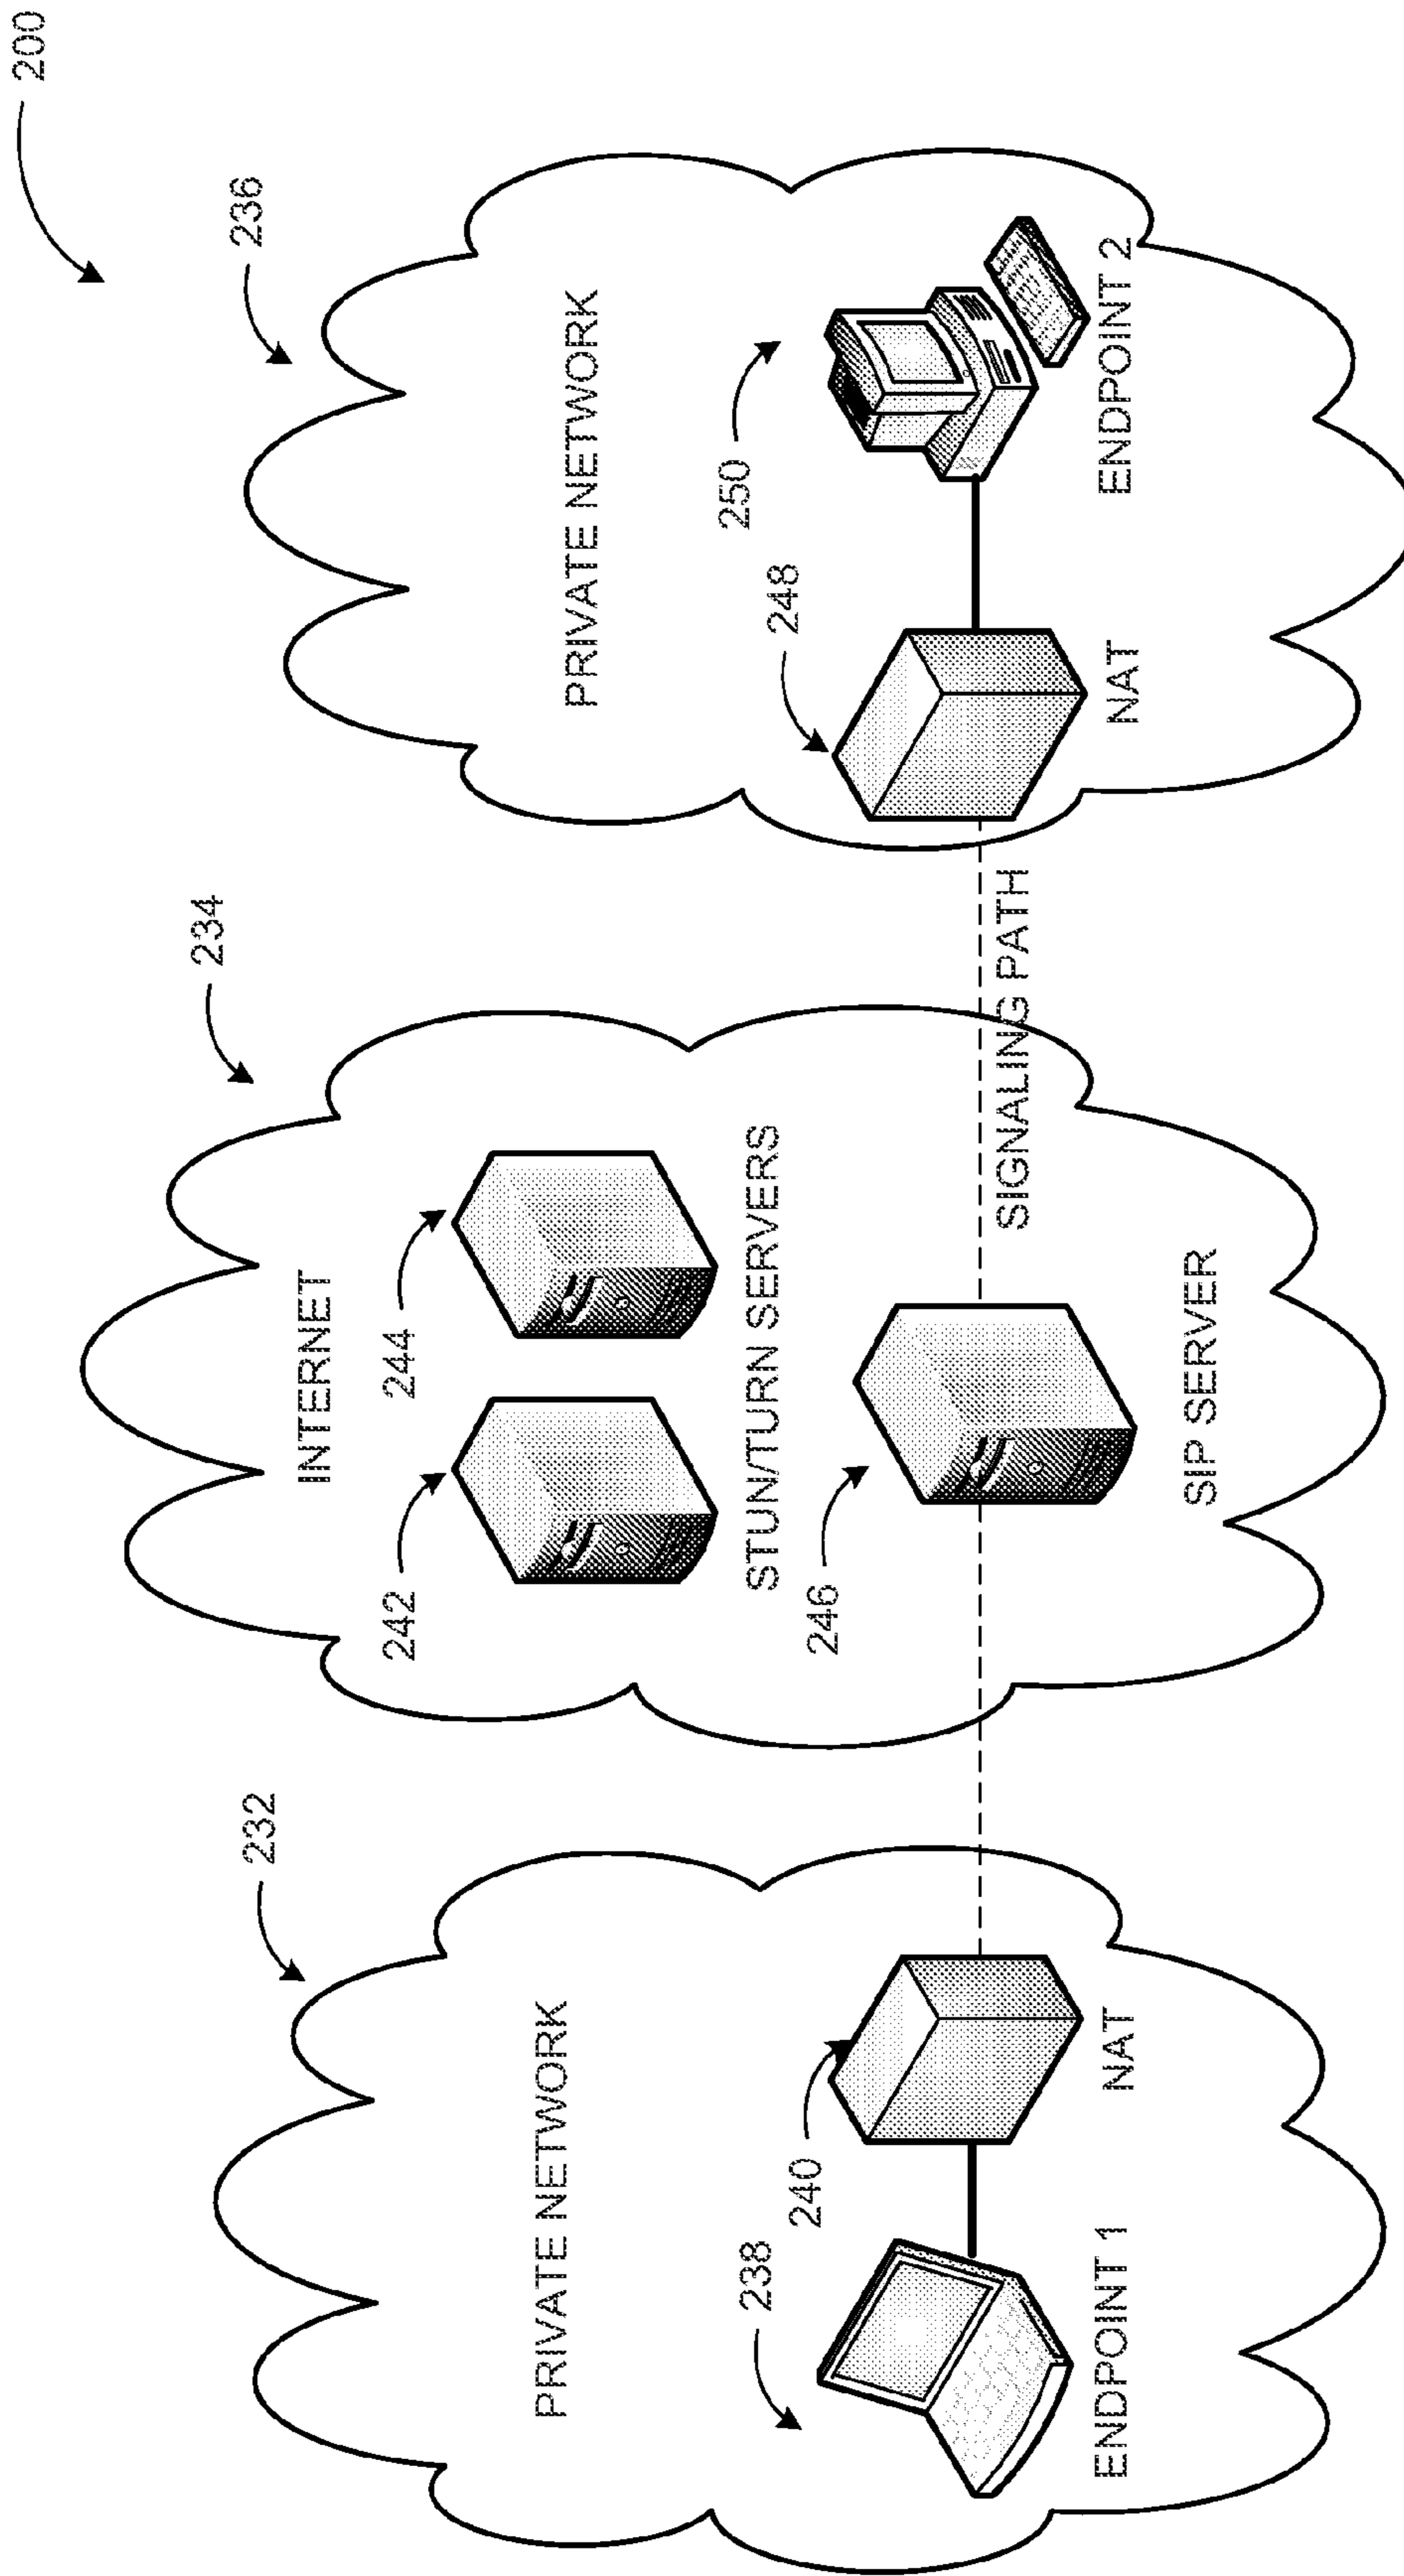 200
232
234
236
PRIVATE NETWORK
INTERNET
PRIVATE NETWORK
242
244
STUN/TURN SERVERS
238
240
246
248
250
SIGNALING PATH
ENDPOINT 1
NAT
SIP SERVER
NAT
ENDPOINT 2